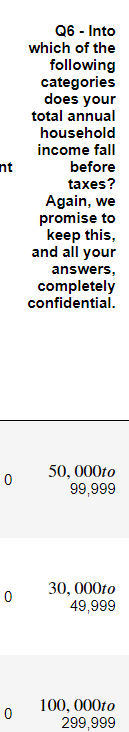 Q6 - Into
which of the
following
categories
does your
total annual
household
income fall
nt before
taxes?
Again, we
promise to
keep this,
and all your
answers,
completely
confidential.
0 50, 000to
99,999
0 30, 000to
49,999
0 100, 000to
299,999